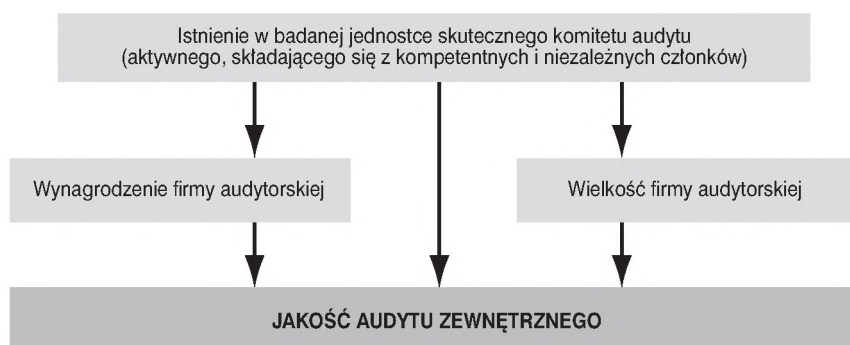 Istnienie w badanej jednostce skutecznego komitetu audytu
(aktywnego, składającego się z kompetentnych i niezależnych członków)
Wynagrodzenie firmy audytorskiej
Wielkość firmy audytorskiej
JAKOŚĆ AUDYTU ZEWNĘTRZNEGO